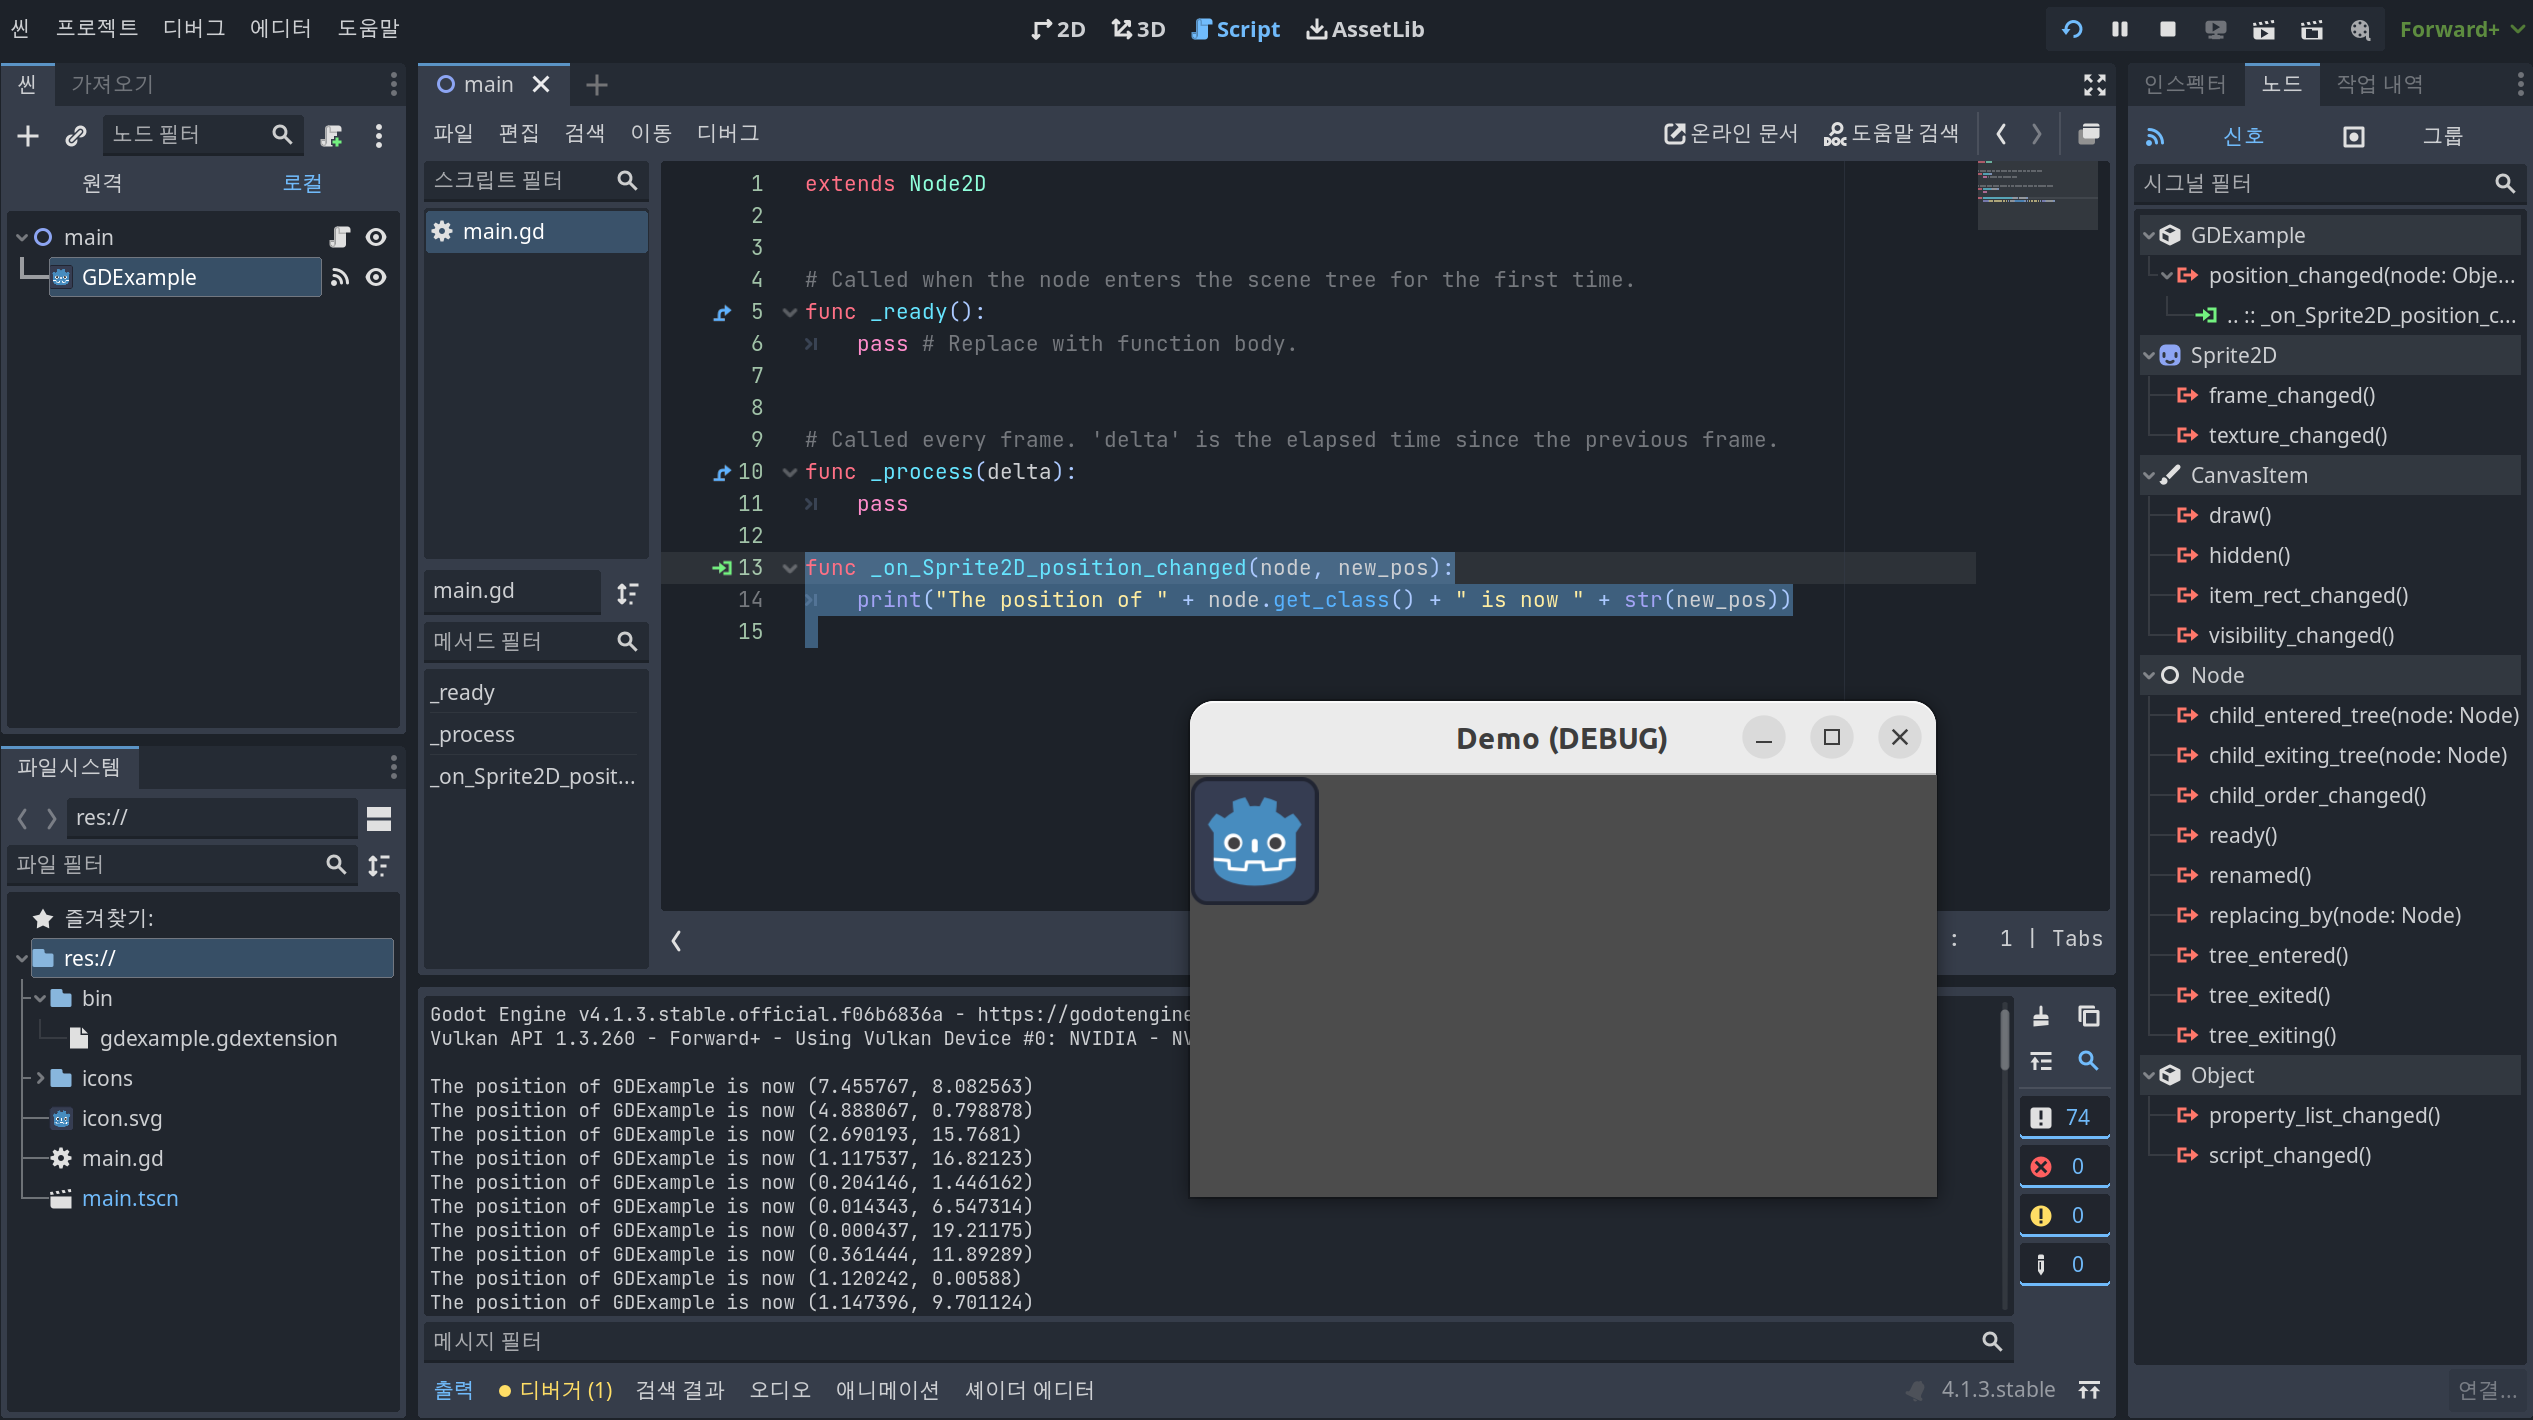 씬 프로젝트 디버그 에디터 도움말
2D 3D Script AssetLib
Forward+
씬 가져오기
노드 필터
원격 로컬
main
GDExample
파일시스템
res://
파일 필터
즐겨찾기:
res://
bin
gdexample.gdextension
icons
icon.svg
main.gd
main.tscn
main
파일 편집 검색 이동 디버그
온라인 문서 도움말 검색
스크립트 필터
main.gd
main.gd
메서드 필터
_ready
_process
_on_Sprite2D_posit...
1 extends Node2D
2
3
4 # Called when the node enters the scene tree for the first time.
5 func _ready():
6 pass # Replace with function body.
7
8
9 # Called every frame. 'delta' is the elapsed time since the previous frame.
10 func _process(delta):
11 pass
12
13 func _on_Sprite2D_position_changed(node, new_pos):
14 print("The position of " + node.get_class() + " is now " + str(new_pos))
15
: 1 | Tabs
Demo (DEBUG)
Godot Engine v4.1.3.stable.official.f06b6836a - https://godotengine
Vulkan API 1.3.260 - Forward+ - Using Vulkan Device #0: NVIDIA - NV
The position of GDExample is now (7.455767, 8.082563)
The position of GDExample is now (4.888067, 0.798878)
The position of GDExample is now (2.690193, 15.7681)
The position of GDExample is now (1.117537, 16.82123)
The position of GDExample is now (0.204146, 1.446162)
The position of GDExample is now (0.014343, 6.547314)
The position of GDExample is now (0.000437, 19.21175)
The position of GDExample is now (0.361444, 11.89289)
The position of GDExample is now (1.120242, 0.00588)
The position of GDExample is now (1.147396, 9.701124)
74
0
0
0
메시지 필터
출력 디버거 (1) 검색 결과 오디오 애니메이션 셰이더 에디터
4.1.3.stable
인스펙터 노드 작업 내역
신호 그룹
시그널 필터
GDExample
position_changed(node: Obje...
.. :: _on_Sprite2D_position_c...
Sprite2D
frame_changed()
texture_changed()
CanvasItem
draw()
hidden()
item_rect_changed()
visibility_changed()
Node
child_entered_tree(node: Node)
child_exiting_tree(node: Node)
child_order_changed()
ready()
renamed()
replacing_by(node: Node)
tree_entered()
tree_exited()
tree_exiting()
Object
property_list_changed()
script_changed()
연결...